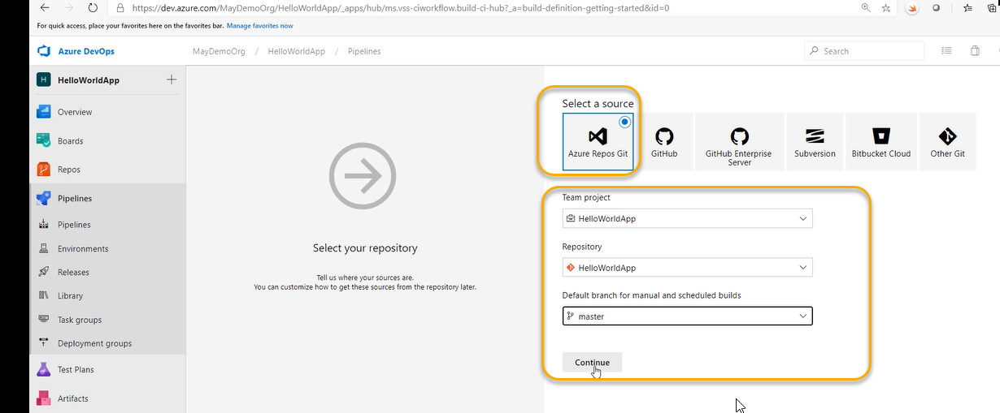 https://dev.azure.com/MayDemoOrg/HelloWorldApp/_apps/hub/ms.vss-ciworkflow.build-ci-hub?_a=build-definition-getting-started&id=0
For quick access, place your favorites here on the favorites bar. Manage favorites now
Azure DevOps
MayDemoOrg / HelloWorldApp / Pipelines
Search
H HelloWorldApp
Overview
Boards
Repos
Pipelines
Pipelines
Environments
Releases
Library
Task groups
Deployment groups
Test Plans
Artifacts
Select your repository
Tell us where your sources are.
You can customize how to get these sources from the repository later.
Select a source
Azure Repos Git
GitHub
GitHub Enterprise
Server
Subversion
Bitbucket Cloud
Other Git
Team project
HelloWorldApp
Repository
HelloWorldApp
Default branch for manual and scheduled builds
master
Continue